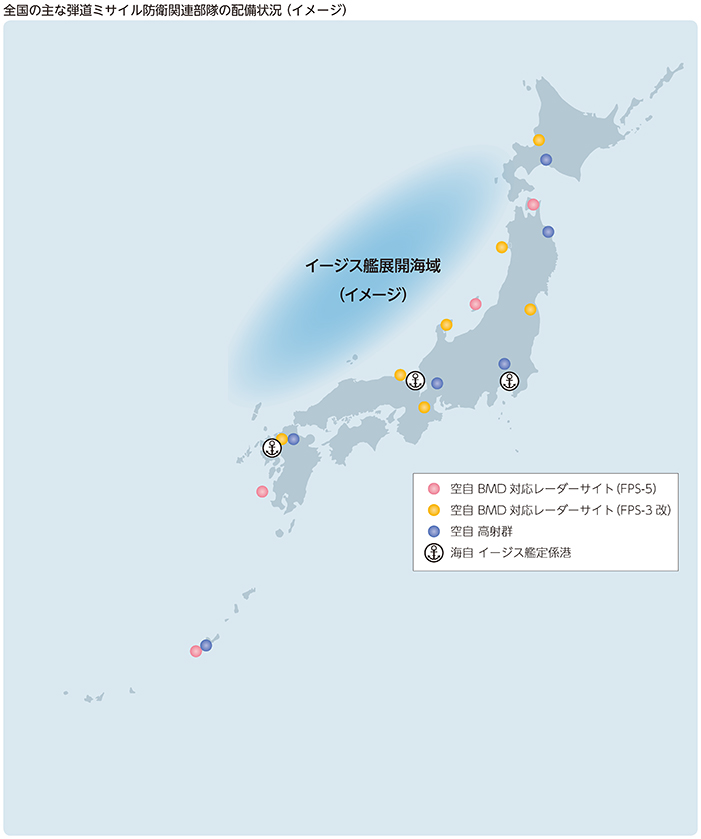 全国の主な弾道ミサイル防衛関連部隊の配備状況（イメージ）
イージス艦展開海域
（イメージ）
空自 BMD 対応レーダーサイト（FPS-5）
空自 BMD 対応レーダーサイト（FPS-3 改）
空自 高射群
海自 イージス艦定係港